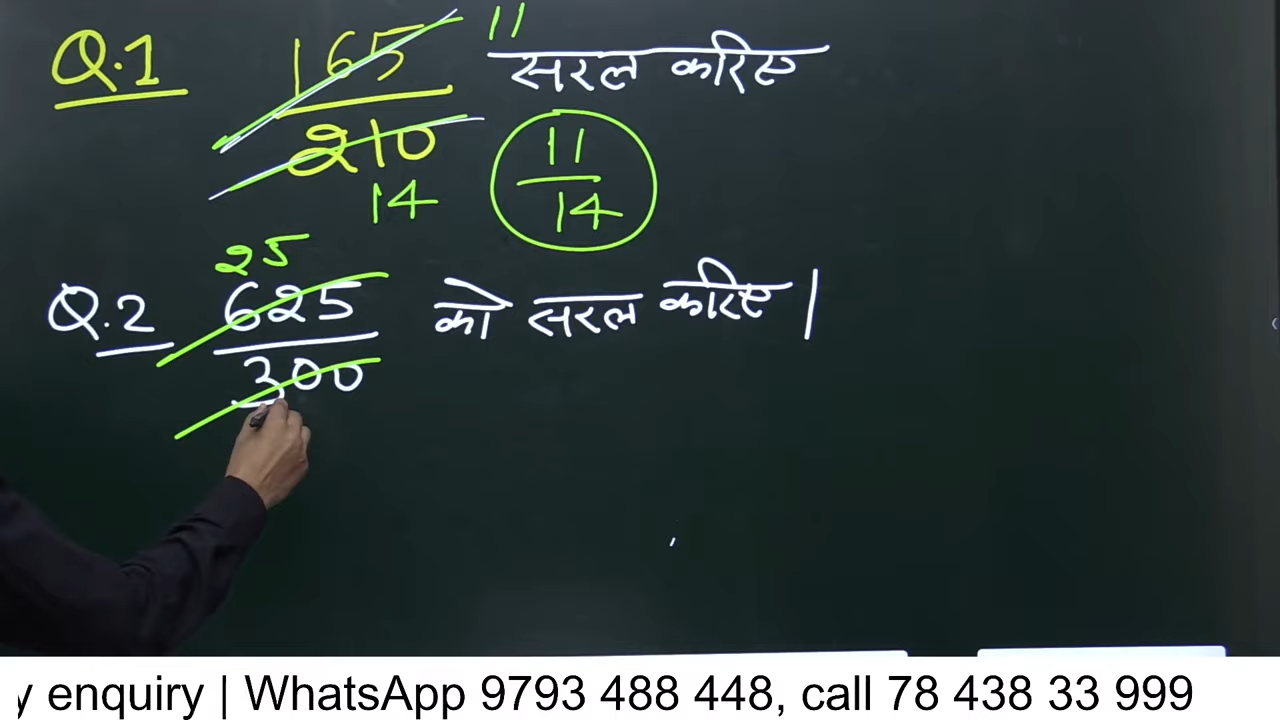 Q.1 165/210 11 सरल करिए
14 11/14
25
Q.2 625/300 को सरल करिए |
y enquiry | WhatsApp 9793 488 448, call 78 438 33 999